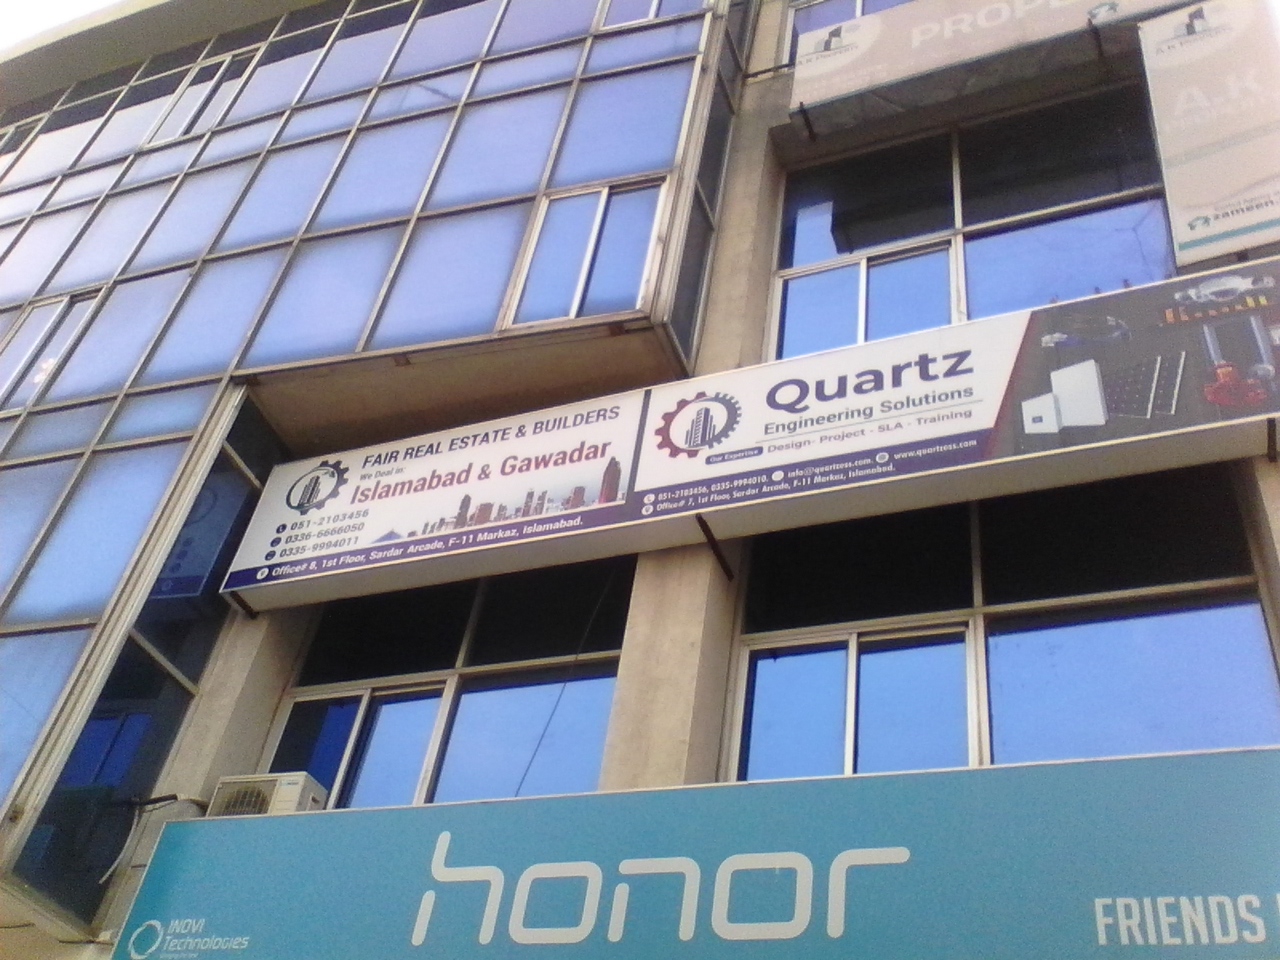 PROPE
A.K
zameen
FAIR REAL ESTATE & BUILDERS
We Deal in:
Islamabad & Gawadar
051-2103456
0336-6666050
0335-9994011
Office# 8, 1st Floor, Sardar Arcade, F-11 Markaz, Islamabad.
Quartz
Engineering Solutions
Our Expertise Design- Project - SLA - Training
051-2103456, 0335-9994010. info@quartzess.com www.quartzess.com
Office# 7, 1st Floor, Sardar Arcade, F-11 Markaz, Islamabad.
honor
INOVI
Technologies
FRIENDS